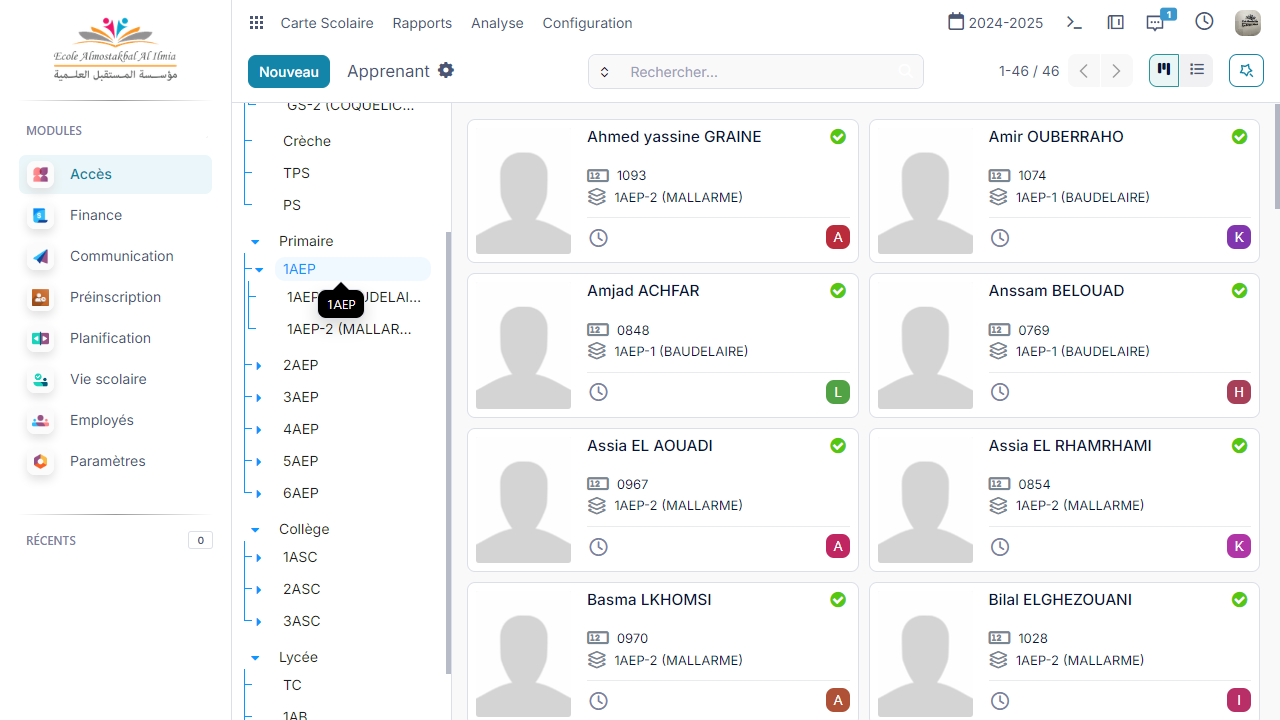 Ecole Almostakbal Al Ilmia
مؤسسة المستقبل العلمية
MODULES
Accès
Finance
Communication
Préinscription
Planification
Vie scolaire
Employés
Paramètres
RÉCENTS
0
Carte Scolaire
Rapports
Analyse
Configuration
2024-2025
1
Nouveau
Apprenant
Rechercher...
1-46 / 46
GS-2 (COQUELIC...
Crèche
TPS
PS
Primaire
1AEP
1AEP
1AEP-2 (MALLAR...
2AEP
3AEP
4AEP
5AEP
6AEP
Collège
1ASC
2ASC
3ASC
Lycée
TC
1AB
Ahmed yassine GRAINE
1093
1AEP-2 (MALLARME)
A
Amir OUBERRAHO
1074
1AEP-1 (BAUDELAIRE)
K
Amjad ACHFAR
0848
1AEP-1 (BAUDELAIRE)
L
Anssam BELOUAD
0769
1AEP-1 (BAUDELAIRE)
H
Assia EL AOUADI
0967
1AEP-2 (MALLARME)
A
Assia EL RHAMRHAMI
0854
1AEP-2 (MALLARME)
K
Basma LKHOMSI
0970
1AEP-2 (MALLARME)
A
Bilal ELGHEZOUANI
1028
1AEP-2 (MALLARME)
I